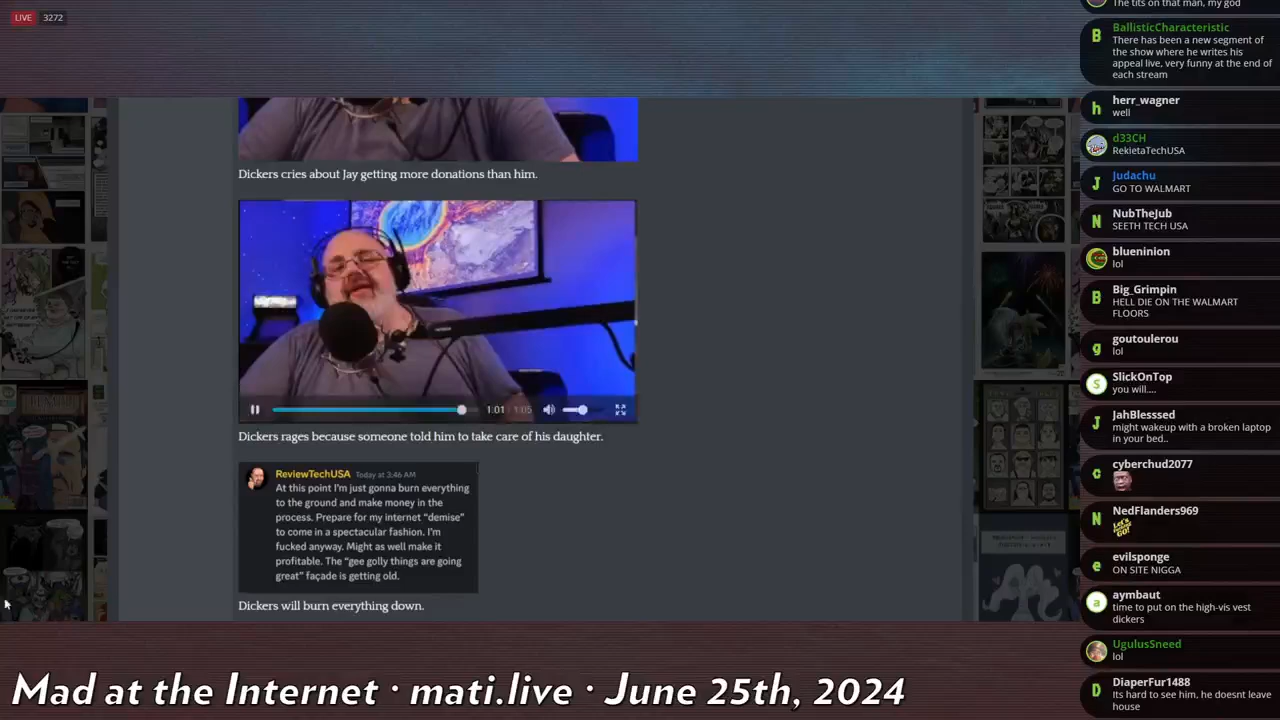 LIVE 3272
Dickers cries about Jay getting more donations than him.
1:01 / 1:05
Dickers rages because someone told him to take care of his daughter.
ReviewTechUSA Today at 3:46 AM
At this point I'm just gonna burn everything
to the ground and make money in the
process. Prepare for my internet “demise”
to come in a spectacular fashion. I'm
fucked anyway. Might as well make it
profitable. The “gee golly things are going
great” façade is getting old.
Dickers will burn everything down.
Mad at the Internet · mati.live · June 25th, 2024
The tits on that man, my god
B
BallisticCharacteristic
There has been a new segment of
the show where he writes his
appeal live, very funny at the end of
each stream
h
herr_wagner
well
d33CH
RekietaTechUSA
J
Judachu
GO TO WALMART
N
NubTheJub
SEETH TECH USA
blueninion
lol
B
Big_Grimpin
HELL DIE ON THE WALMART
FLOORS
g
goutoulerou
lol
S
SlickOnTop
you will....
J
JahBlesssed
might wakeup with a broken laptop
in your bed..
c
cyberchud2077
N
NedFlanders969
LET'S
GO!
e
evilsponge
ON SITE NIGGA
a
aymbaut
time to put on the high-vis vest
dickers
UgulusSneed
lol
D
DiaperFur1488
Its hard to see him, he doesnt leave
house